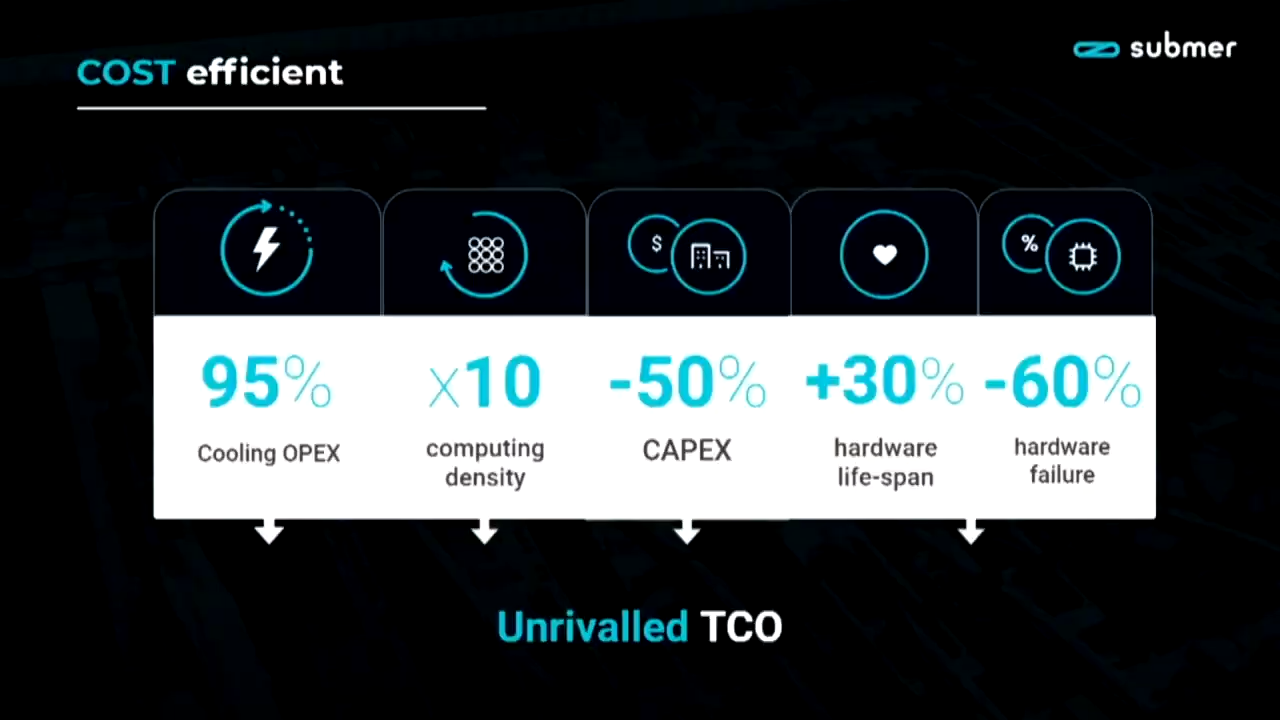 COST efficient
submer
$
%
95%
x10
-50%
+30%
-60%
Cooling OPEX
computing
density
CAPEX
hardware
life-span
hardware
failure
Unrivalled TCO